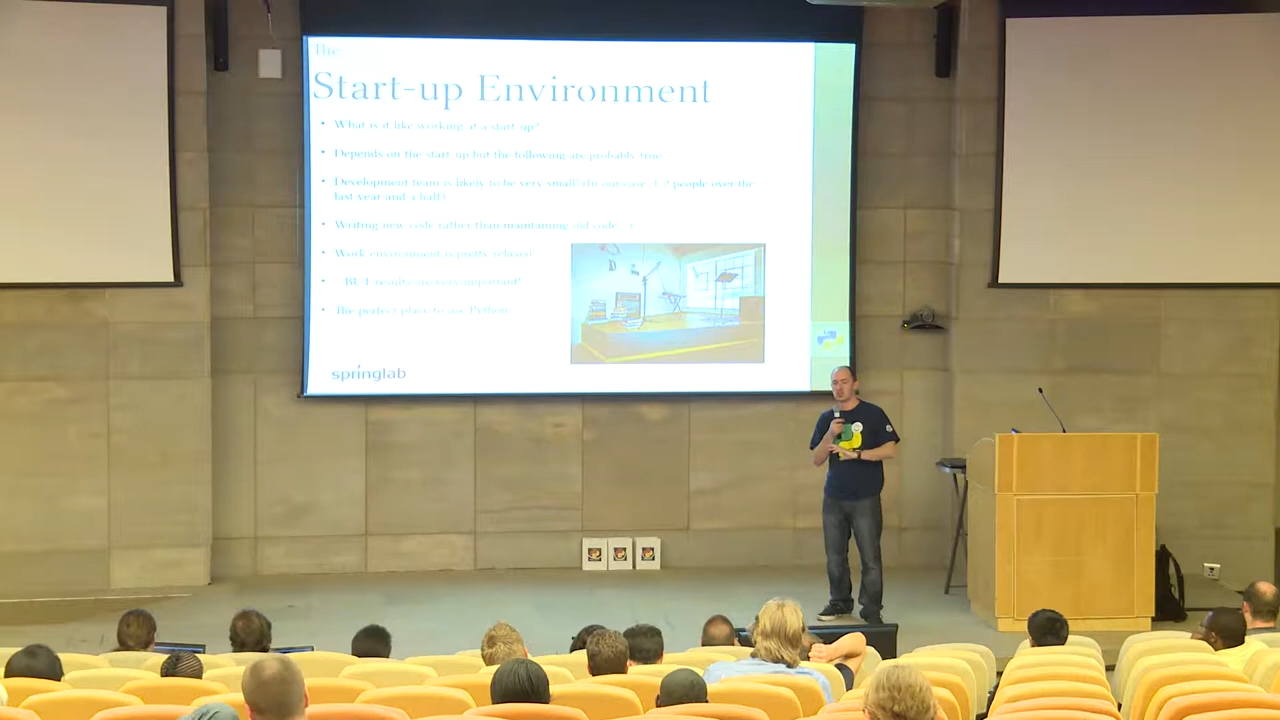 The
Start-up Environment
• What is it like working at a start up?
• Depends on the start up but the following are probably true
• Development team is likely to be very small! (In our case, 1-2 people over the
last year and a half)
• Writing new code rather than maintaining old code
• Work environment is pretty relaxed
• BUT results are very important!
• The perfect place to use Python
springlab